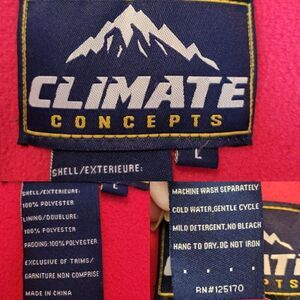 CLIMATE
CONCEPTS
SHELL/EXTERIEURE:
L
SHELL/EXTERIEURE:
100% POLYESTER
LINING/DOUBLURE:
100% POLYESTER
PADDING:100%POLYESTER
EXCLUSIVE OF TRIMS/
GARNITURE NON COMPRISE
MADE IN CHINA
L
MACHINE WASH SEPARATELY
COLD WATER,GENTLE CYCLE
MILD DETERGENT,NO BLEACH
HANG TO DRY. DO NOT IRON
RN#125170